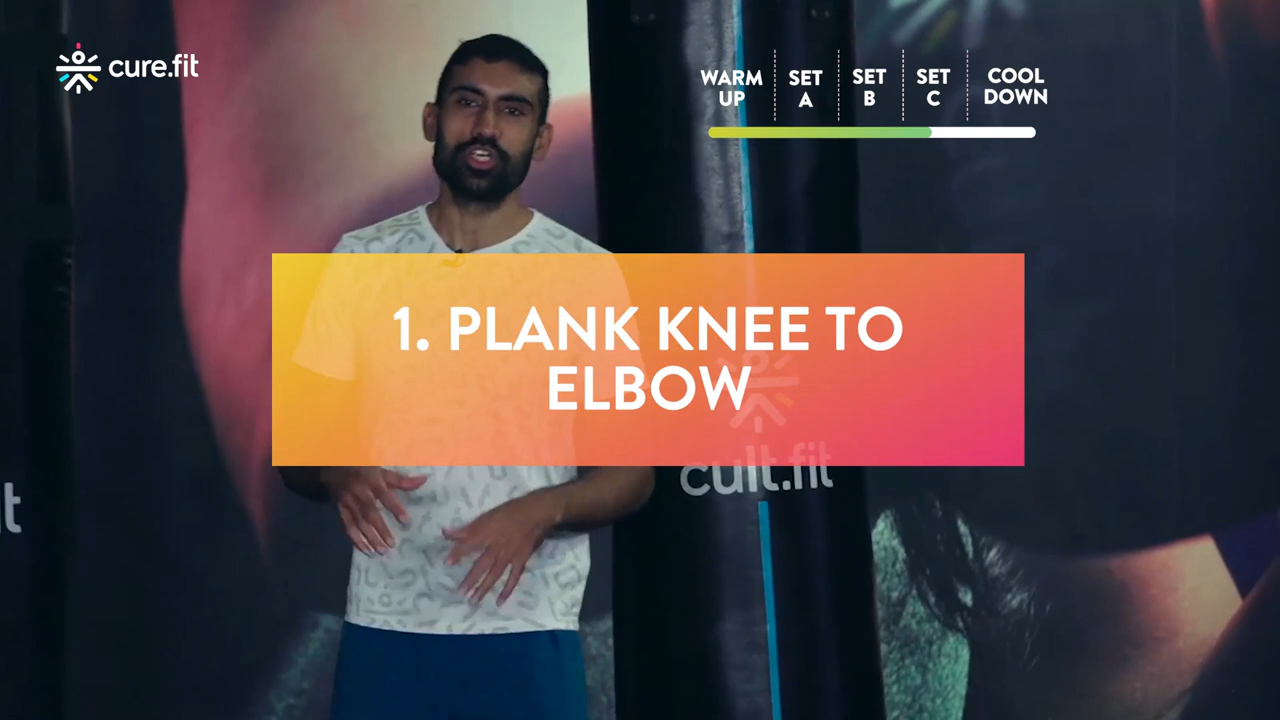 cure.fit
WARM UP
SET A
SET B
SET C
COOL DOWN
1. PLANK KNEE TO
ELBOW
cult.fit
t